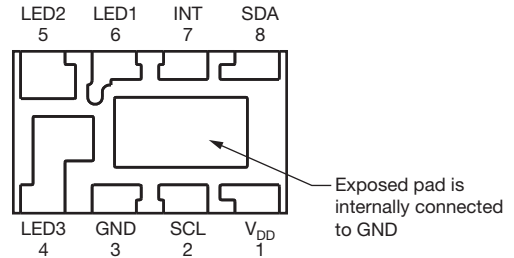 LED2 LED1 INT SDA
5 6 7 8
Exposed pad is
internally connected
to GND
LED3 GND SCL VDD
4 3 2 1